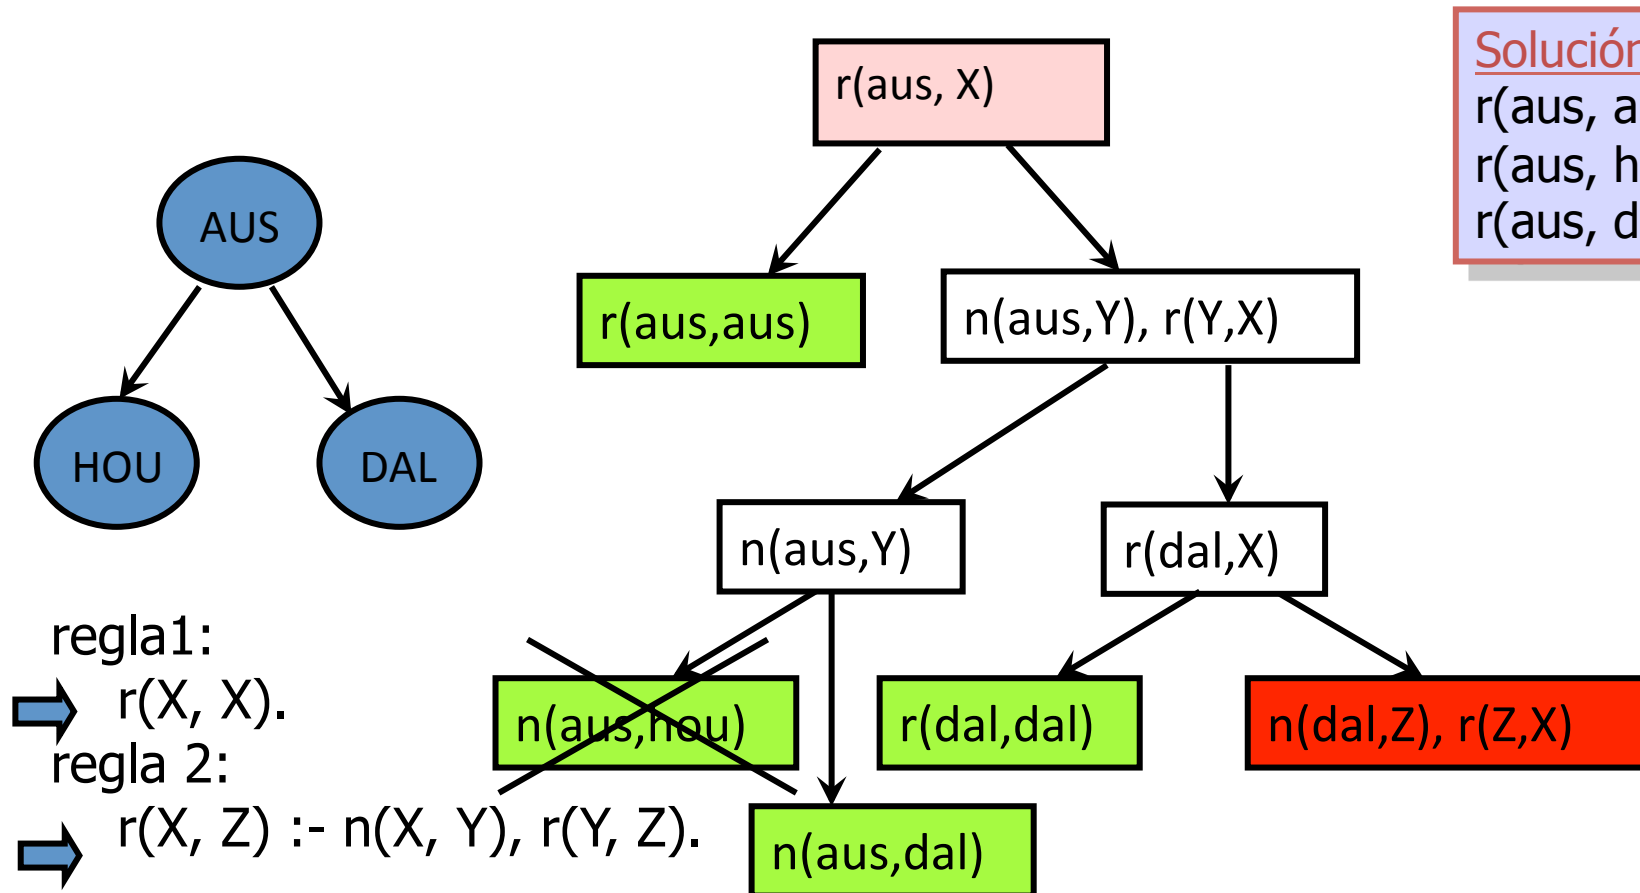 r(aus, X)
Solución
r(aus, a
r(aus, h
r(aus, d
AUS
HOU
DAL
r(aus,aus)
n(aus,Y), r(Y,X)
n(aus,Y)
r(dal,X)
n(aus,hou)
r(dal,dal)
n(dal,Z), r(Z,X)
n(aus,dal)
regla1:
r(X, X).
regla 2:
r(X, Z) :- n(X, Y), r(Y, Z).